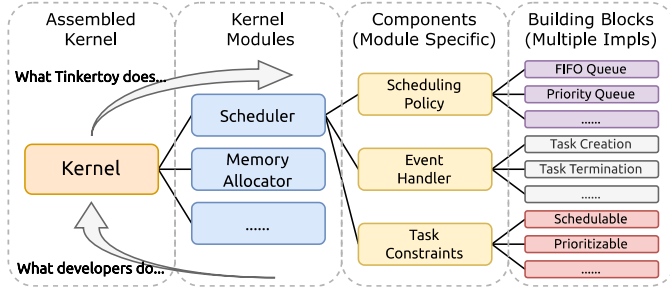 Assembled
Kernel
Kernel
Modules
Components
(Module Specific)
Building Blocks
(Multiple Impls)
What Tinkertoy does...
Kernel
What developers do...
Scheduler
Memory
Allocator
......
Scheduling
Policy
Event
Handler
Task
Constraints
FIFO Queue
Priority Queue
......
Task Creation
Task Termination
......
Schedulable
Prioritizable
......